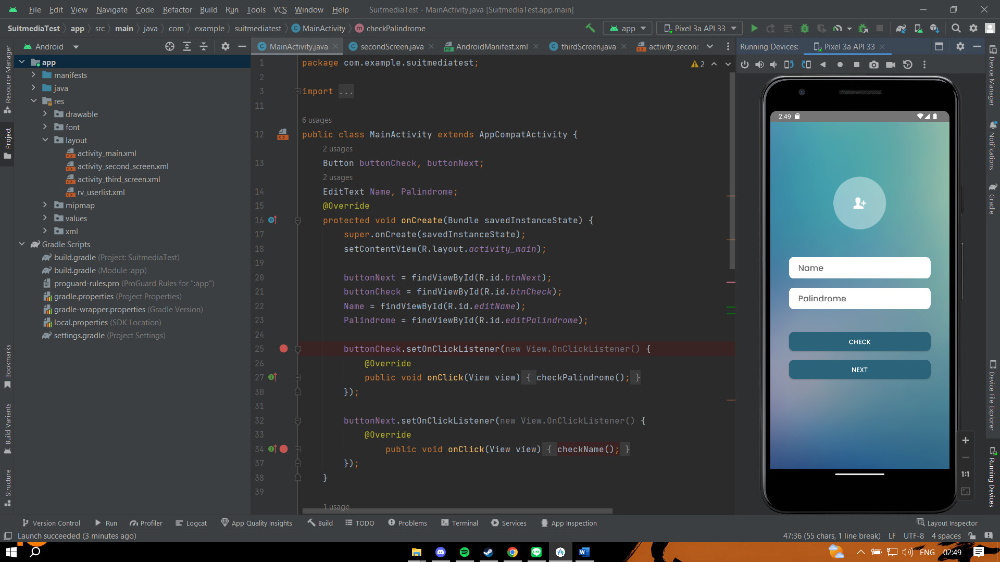 File Edit View Navigate Code Refactor Build Run Tools VCS Window Help SuitmediaTest - MainActivity.java [SuitmediaTest.app.main]
SuitmediaTest app src main java com example suitmediatest MainActivity checkPalindrome
app Pixel 3a API 33
Android
MainActivity.java secondScreen.java AndroidManifest.xml thirdScreen.java activity_secon
Running Devices: Pixel 3a API 33
Resource Manager
Project
Bookmarks
Build Variants
Structure
app
manifests
java
res
drawable
font
layout
activity_main.xml
activity_second_screen.xml
activity_third_screen.xml
rv_userlist.xml
mipmap
values
xml
Gradle Scripts
build.gradle (Project: SuitmediaTest)
build.gradle (Module :app)
proguard-rules.pro (ProGuard Rules for ":app")
gradle.properties (Project Properties)
gradle-wrapper.properties (Gradle Version)
local.properties (SDK Location)
settings.gradle (Project Settings)
1 package com.example.suitmediatest; 2
2
3 import ...
11
6 usages
12 public class MainActivity extends AppCompatActivity {
2 usages
13 Button buttonCheck, buttonNext;
2 usages
14 EditText Name, Palindrome;
15 @Override
16 protected void onCreate(Bundle savedInstanceState) {
17 super.onCreate(savedInstanceState);
18 setContentView(R.layout.activity_main);
19
20 buttonNext = findViewById(R.id.btnNext);
21 buttonCheck = findViewById(R.id.btnCheck);
22 Name = findViewById(R.id.editName);
23 Palindrome = findViewById(R.id.editPalindrome);
24
25 buttonCheck.setOnClickListener(new View.OnClickListener() {
26 @Override
27 public void onClick(View view) { checkPalindrome(); }
30 });
31
32 buttonNext.setOnClickListener(new View.OnClickListener() {
33 @Override
34 public void onClick(View view) { checkName(); }
37 });
38 }
39
1 usage
2:49
Name
Palindrome
CHECK
NEXT
1:1
Device Manager
Notifications
Gradle
Device File Explorer
Running Devices
Version Control Run Profiler Logcat App Quality Insights Build TODO Problems Terminal Services App Inspection Layout Inspector
Launch succeeded (3 minutes ago) 47:36 (55 chars, 1 line break) LF UTF-8 4 spaces
ENG 02:49